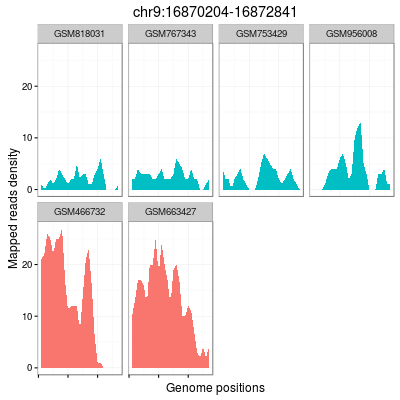 chr9:16870204-16872841
GSM818031 GSM767343 GSM753429 GSM956008
20
10
0
GSM466732 GSM663427
20
10
0
Mapped reads density
Genome positions